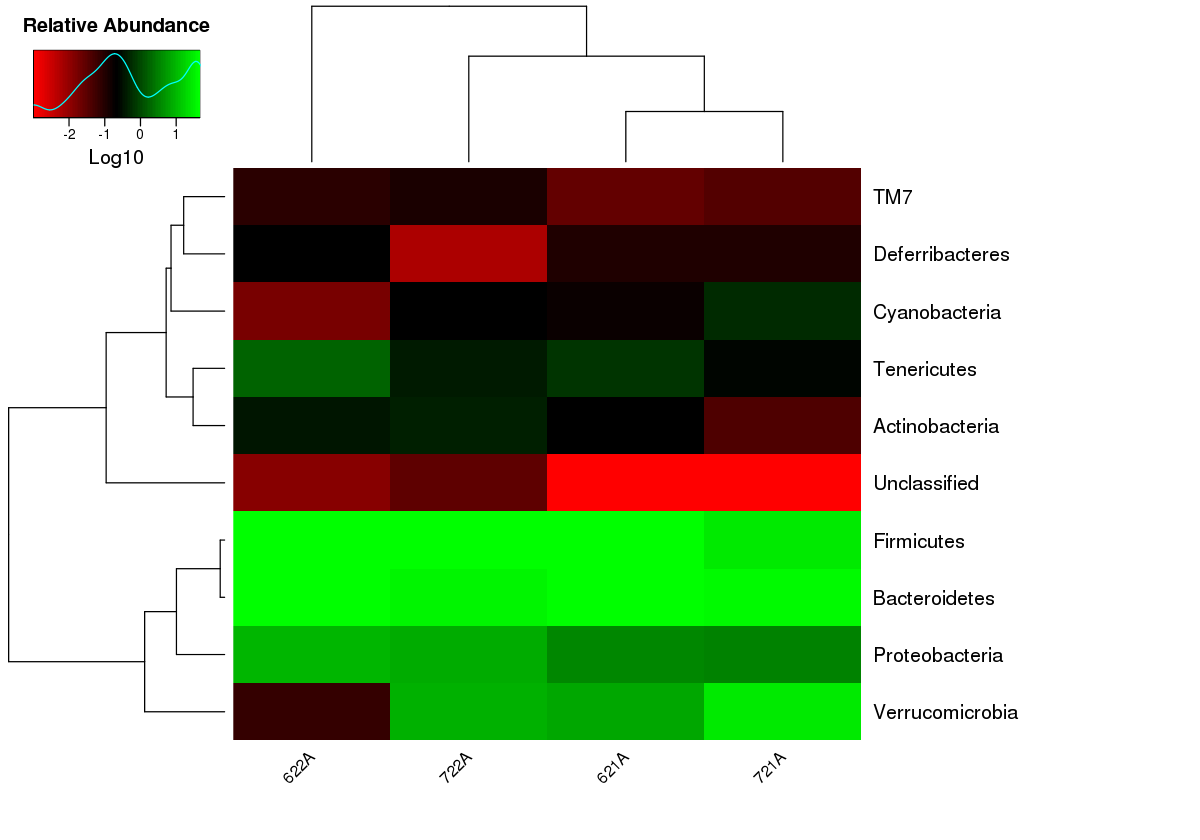 Relative Abundance
-2 -1 0 1
Log10
TM7
Deferribacteres
Cyanobacteria
Tenericutes
Actinobacteria
Unclassified
Firmicutes
Bacteroidetes
Proteobacteria
Verrucomicrobia
622A 722A 621A 721A